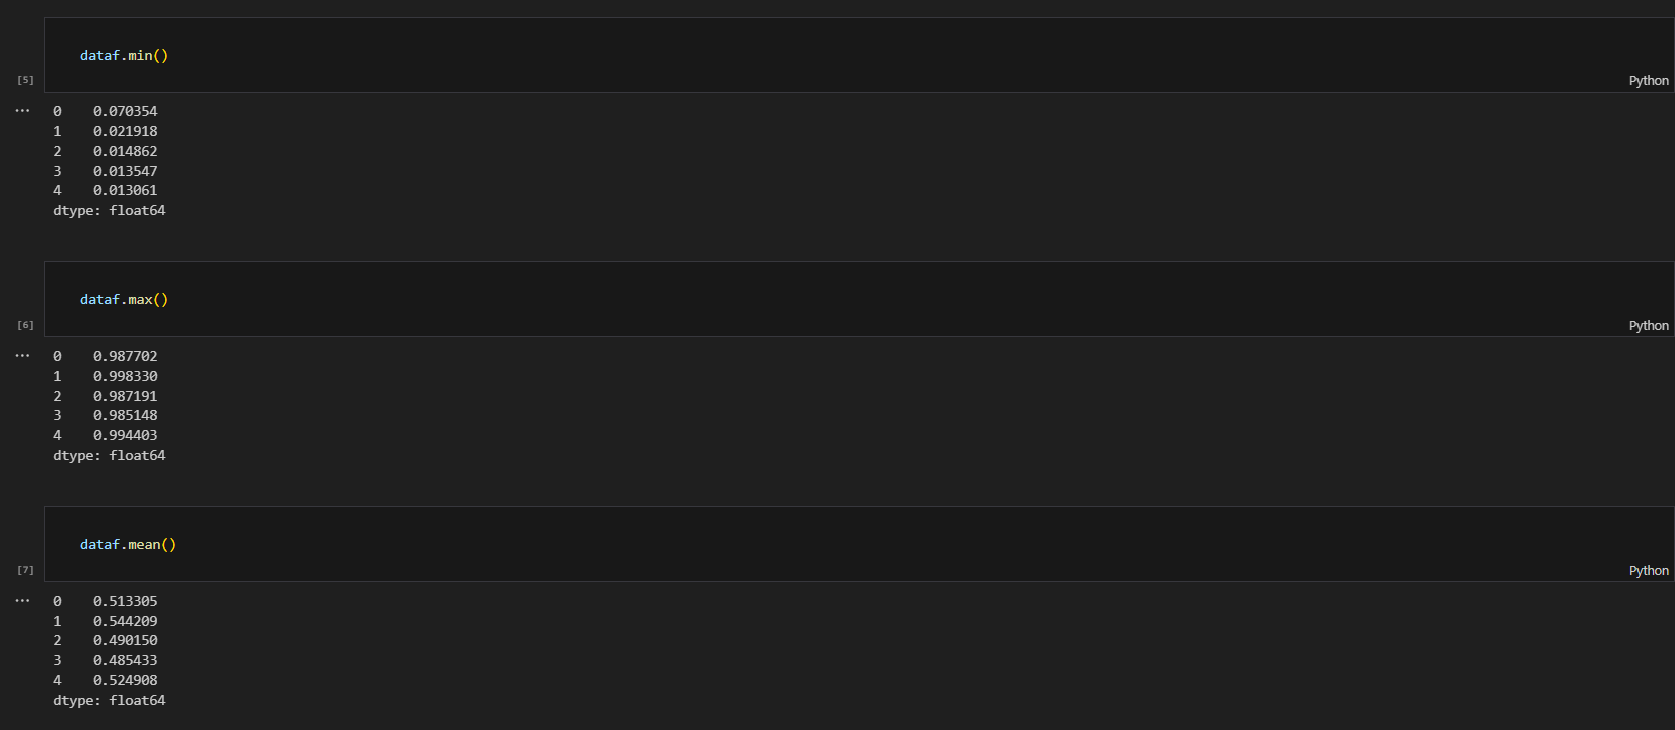 dataf.min()
[5]
Python
...
0    0.070354
1    0.021918
2    0.014862
3    0.013547
4    0.013061
dtype: float64
dataf.max()
[6]
Python
...
0    0.987702
1    0.998330
2    0.987191
3    0.985148
4    0.994403
dtype: float64
dataf.mean()
[7]
Python
...
0    0.513305
1    0.544209
2    0.490150
3    0.485433
4    0.524908
dtype: float64